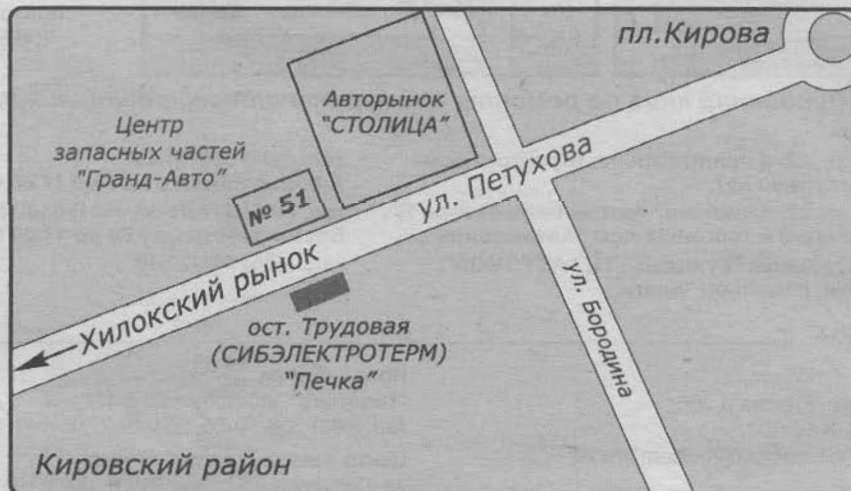 пл.Кирова
Авторынок
"СТОЛИЦА"
Центр
запасных частей
"Гранд-Авто"
№ 51
ул. Петухова
Хилокский рынок
ост. Трудовая
(СИБЭЛЕКТРОТЕРМ)
"Печка"
ул. Бородина
Кировский район